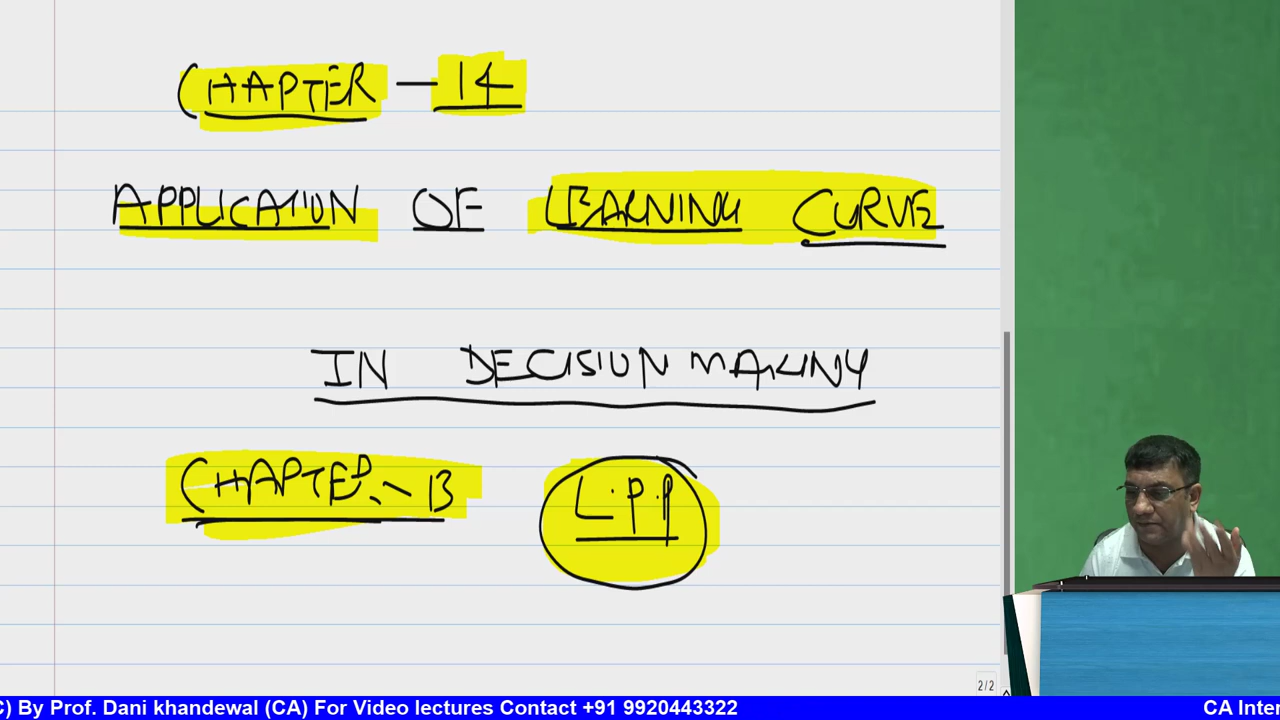 CHAPTER - 14
APPLICATION OF LEARNING CURVE
IN DECISION MAKING
CHAPTER - 13 L.P.P
2/2
C) By Prof. Dani khandewal (CA) For Video lectures Contact +91 9920443322 CA Inter